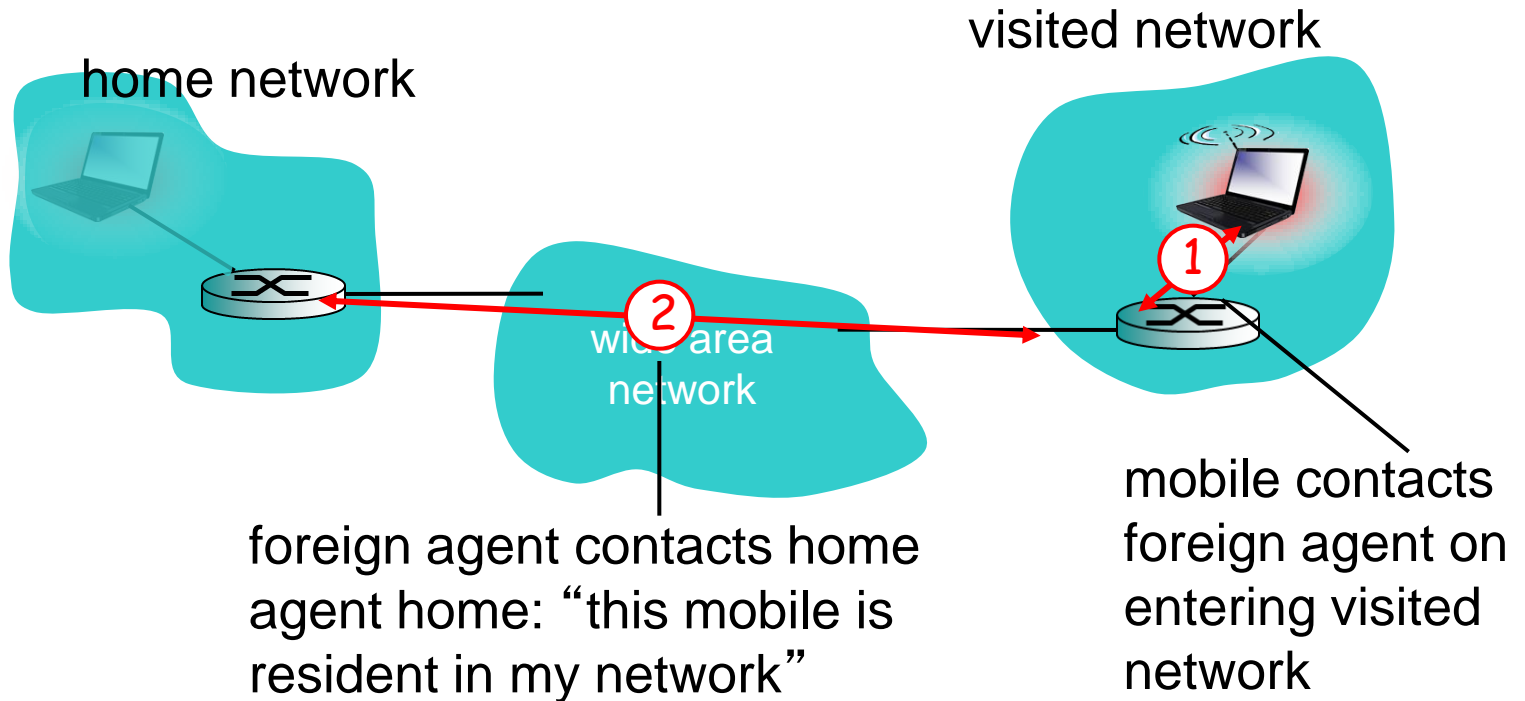 visited network
home network
1
2
wide area
network
mobile contacts
foreign agent on
entering visited
network
foreign agent contacts home
agent home: “this mobile is
resident in my network”